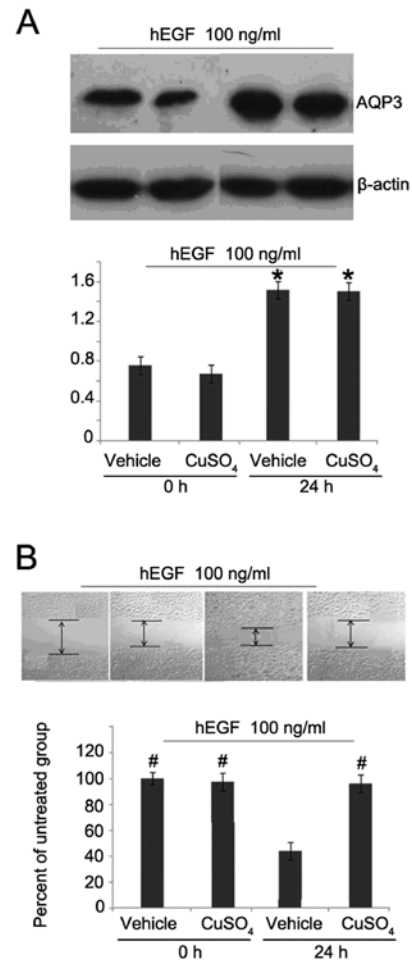 A
hEGF 100 ng/ml
AQP3
β-actin
hEGF 100 ng/ml
1.6
* *
1.2
0.8
0.4
0
Vehicle CuSO4 Vehicle CuSO4
0 h 24 h
B
hEGF 100 ng/ml
hEGF 100 ng/ml
Percent of untreated group
120
# # #
100
80
60
40
20
0
Vehicle CuSO4 Vehicle CuSO4
0 h 24 h